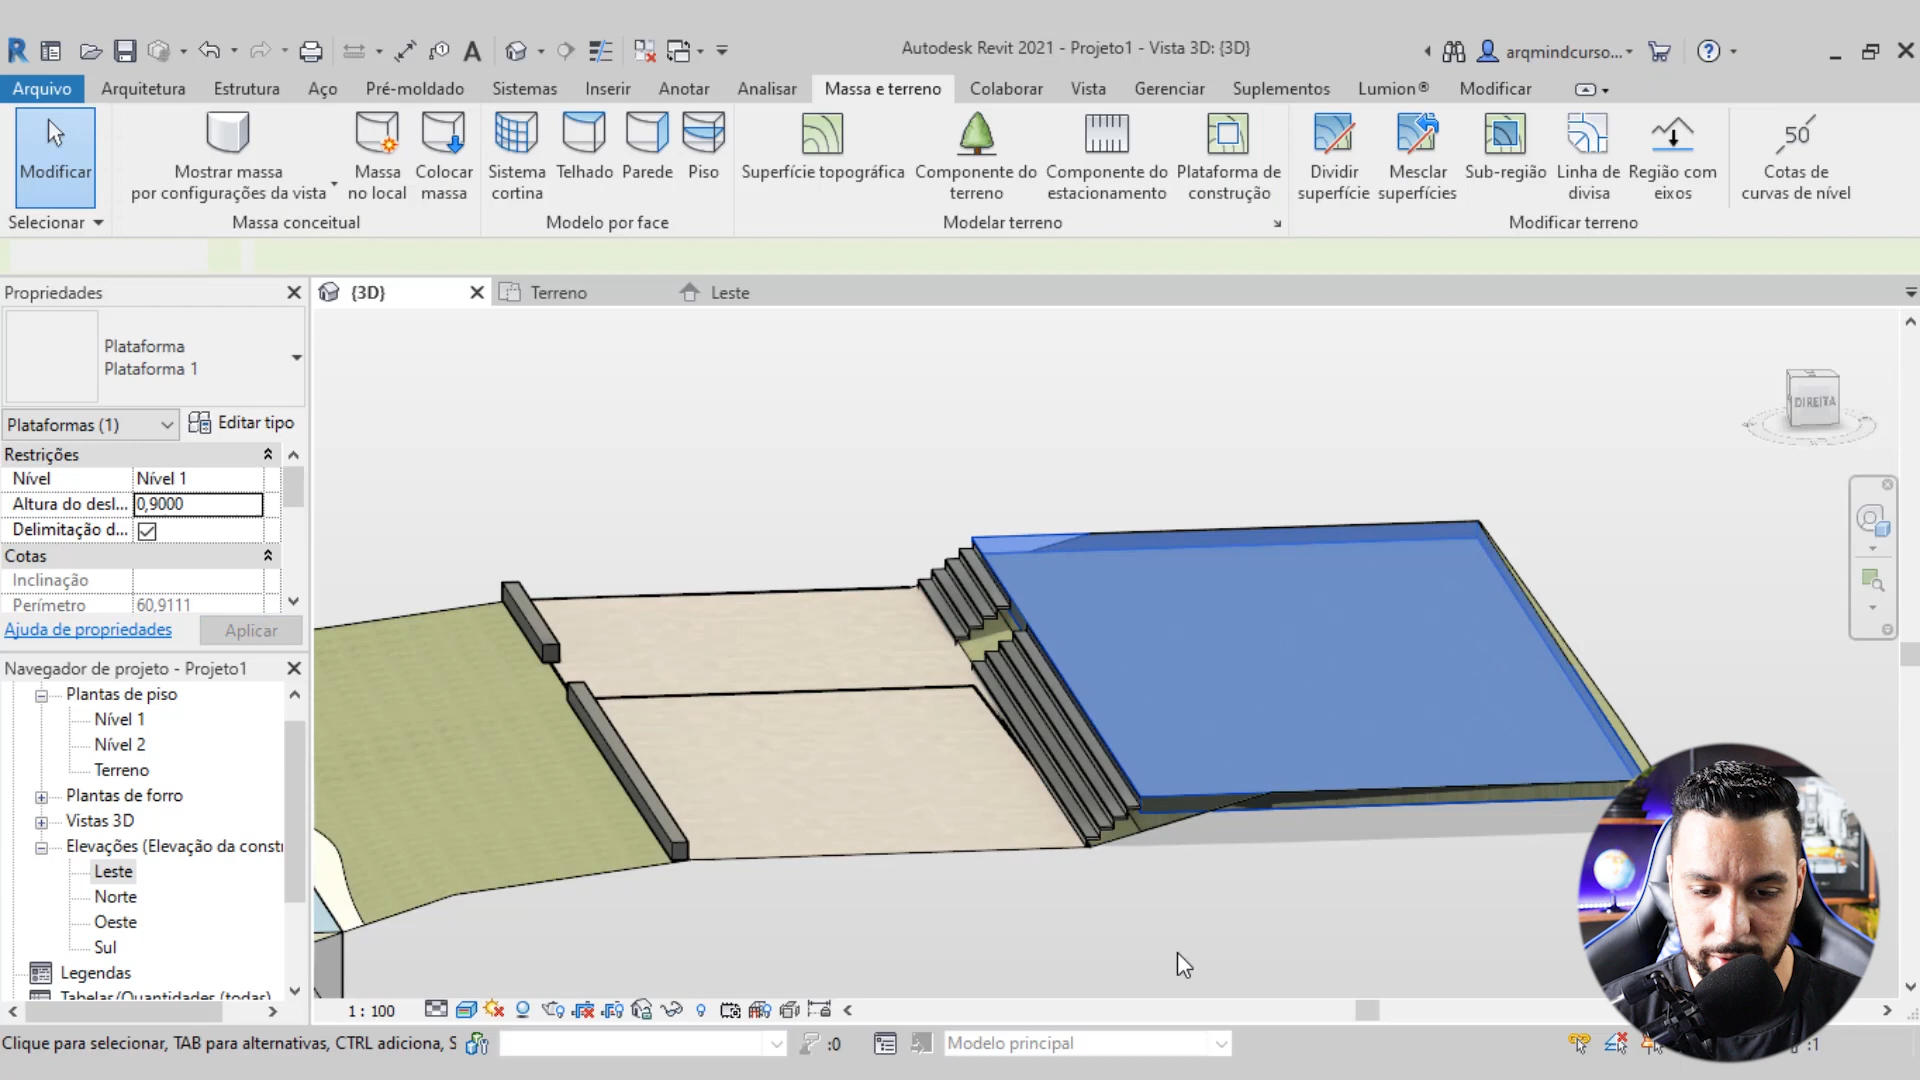 Autodesk Revit 2021 - Projeto1 - Vista 3D: {3D}
arqmindcurso...
Arquivo Arquitetura Estrutura Aço Pré-moldado Sistemas Inserir Anotar Analisar Massa e terreno Colaborar Vista Gerenciar Suplementos Lumion® Modificar
Modificar
Mostrar massa
por configurações da vista
Massa
no local
Colocar
massa
Sistema
cortina
Telhado
Parede
Piso
Superfície topográfica
Componente do
terreno
Componente do
estacionamento
Plataforma de
construção
Dividir
superfície
Mesclar
superfícies
Sub-região
Linha de
divisa
Região com
eixos
50
Cotas de
curvas de nível
Selecionar
Massa conceitual
Modelo por face
Modelar terreno
Modificar terreno
Propriedades
{3D}
Terreno
Leste
Plataforma
Plataforma 1
Plataformas (1)
Editar tipo
Restrições
Nível Nível 1
Altura do desl... 0,9000
Delimitação d...
Cotas
Inclinação
Perímetro 60,9111
Ajuda de propriedades
Aplicar
DIREITA
Navegador de projeto - Projeto1
Plantas de piso
Nível 1
Nível 2
Terreno
Plantas de forro
Vistas 3D
Elevações (Elevação da constr
Leste
Norte
Oeste
Sul
Legendas
Tabelas/Quantidades (todas)
1 : 100
Clique para selecionar, TAB para alternativas, CTRL adiciona, S
:0
Modelo principal
:1